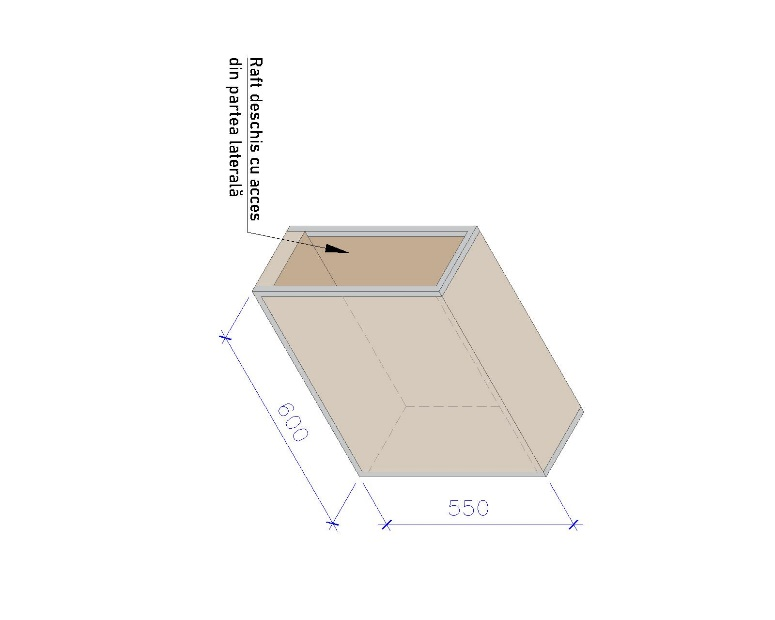 Raft deschis cu acces
din partea laterală
600
550